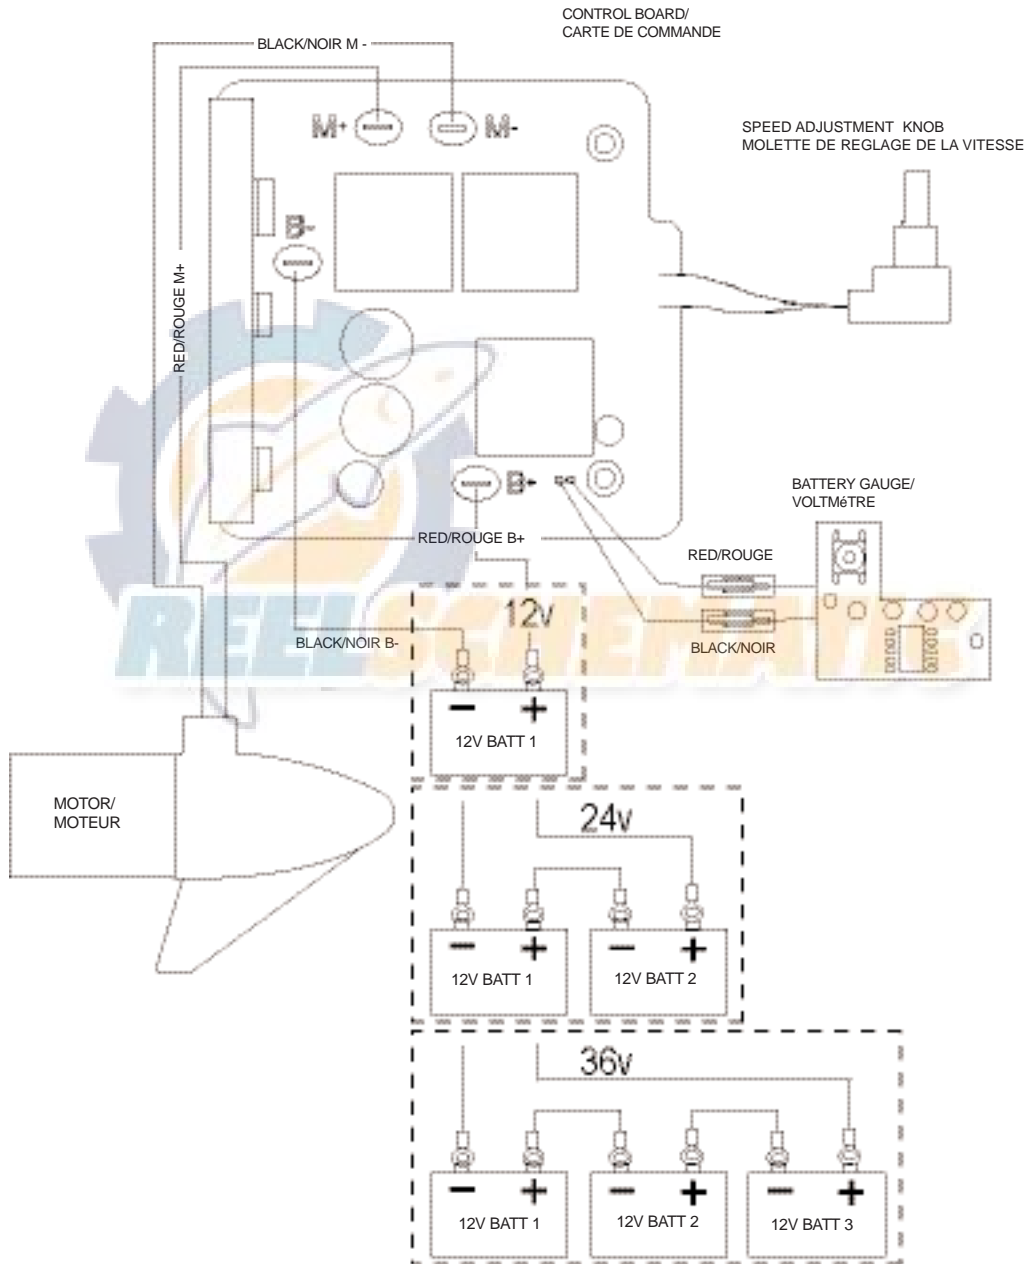 CONTROL BOARD/
CARTE DE COMMANDE
BLACK/NOIR M -
M+
M-
SPEED ADJUSTMENT KNOB
MOLETTE DE REGLAGE DE LA VITESSE
B-
RED/ROUGE M+
B+
BATTERY GAUGE/
VOLTMéTRE
RED/ROUGE B+
RED/ROUGE
12v
REELSCHEMATIC
BLACK/NOIR B-
BLACK/NOIR
- +
12V BATT 1
MOTOR/
MOTEUR
24v
- + - +
12V BATT 1 12V BATT 2
36v
- + - + - +
12V BATT 1 12V BATT 2 12V BATT 3